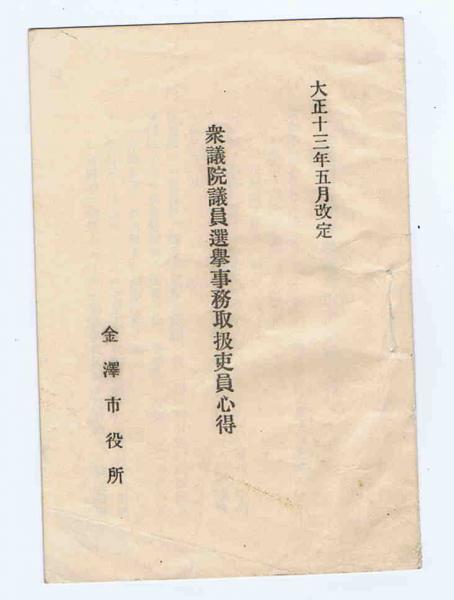 大正十三年五月改定
衆議院議員選擧事務取扱吏員心得
金澤市役所